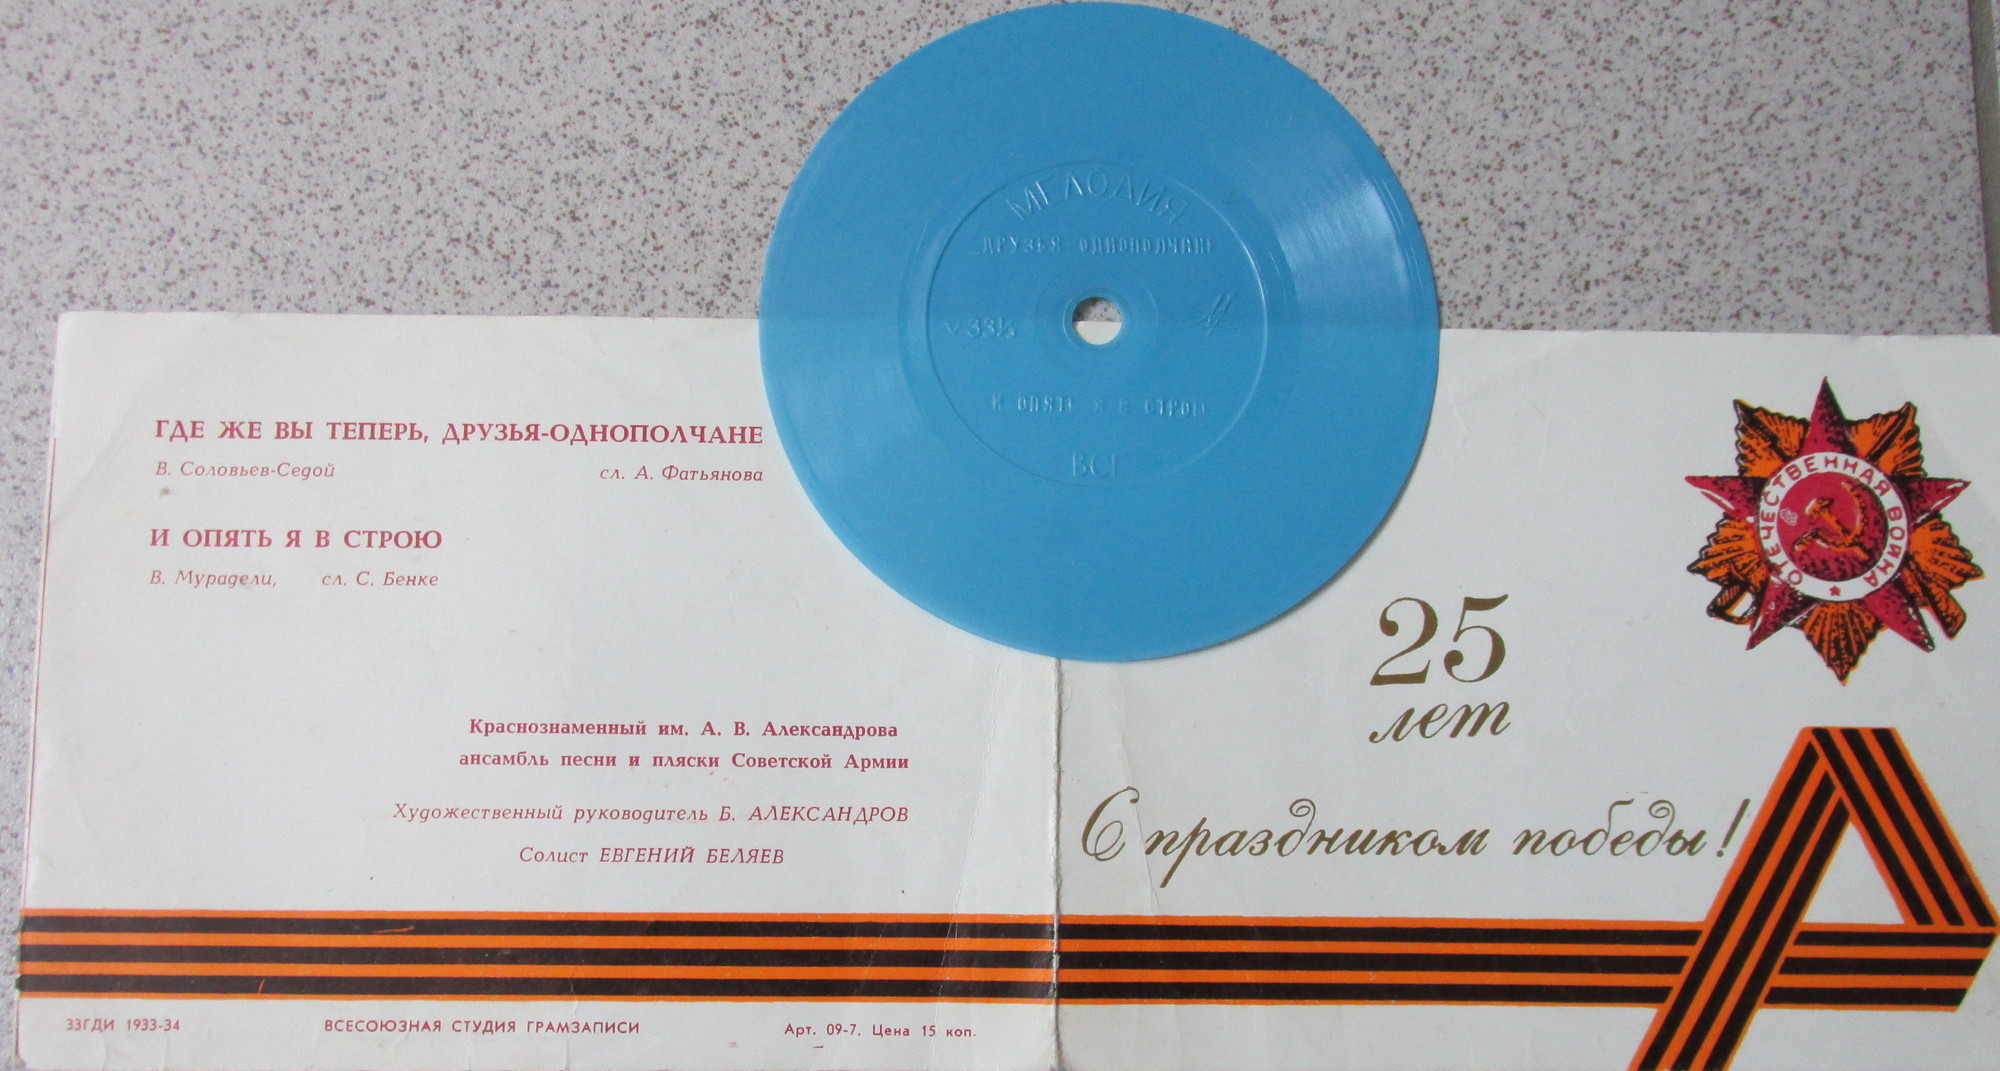 МЕЛОДИЯ
ДРУЗЬЯ-ОДНОПОЛЧАНЕ
v 33⅓
И ОПЯТЬ Я В СТРОЮ
ВСГ
ГДЕ ЖЕ ВЫ ТЕПЕРЬ, ДРУЗЬЯ-ОДНОПОЛЧАНЕ
В. Соловьев-Седой сл. А. Фатьянова
И ОПЯТЬ Я В СТРОЮ
В. Мурадели, сл. С. Бенке
Краснознаменный им. А. В. Александрова
ансамбль песни и пляски Советской Армии
Художественный руководитель Б. АЛЕКСАНДРОВ
Солист ЕВГЕНИЙ БЕЛЯЕВ
33ГДИ 1933-34 ВСЕСОЮЗНАЯ СТУДИЯ ГРАМЗАПИСИ Арт. 09-7. Цена 15 коп.
ОТЕЧЕСТВЕННАЯ ВОЙНА
25
лет
С праздником победы!